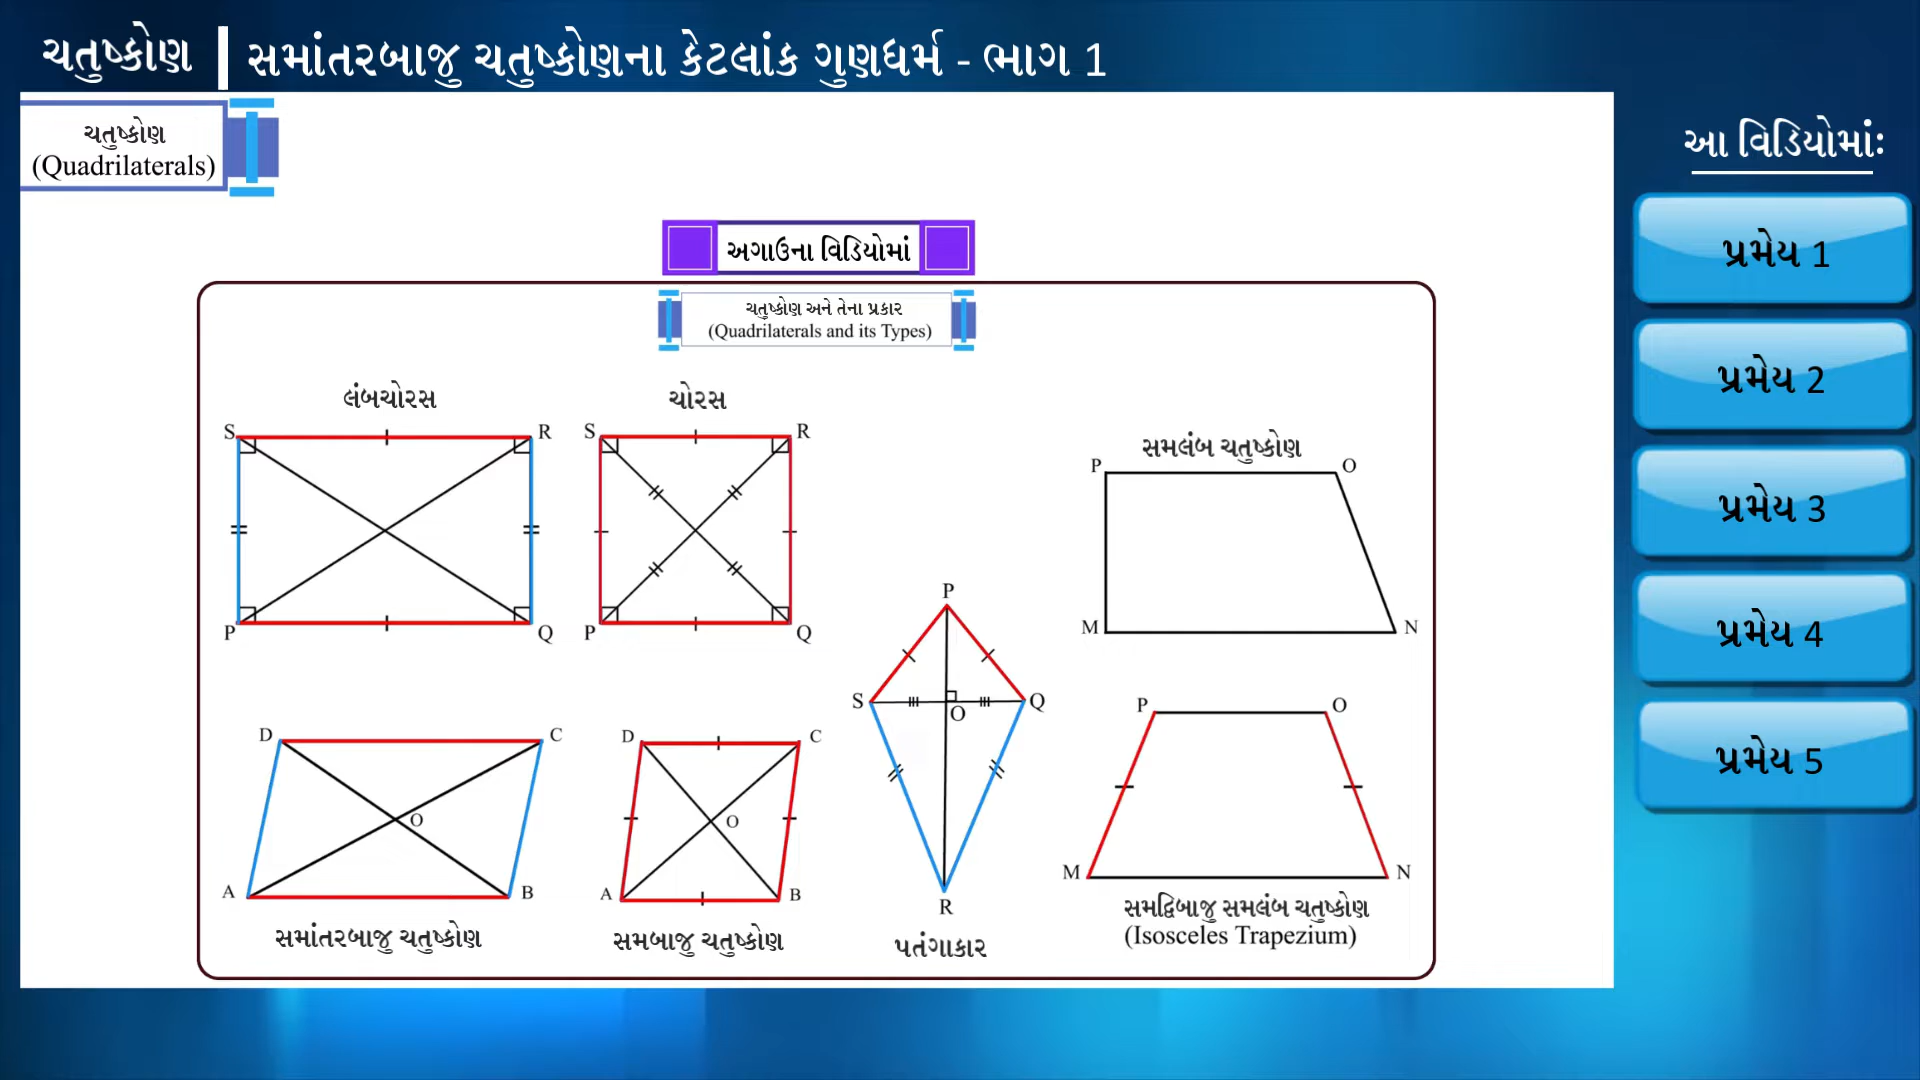 ચતુષ્કોણ | સમાંતરબાજુ ચતુષ્કોણના કેટલાંક ગુણધર્મ - ભાગ 1
ચતુષ્કોણ
(Quadrilaterals)
અગાઉના વિડિયોમાં
ચતુષ્કોણ અને તેના પ્રકાર
(Quadrilaterals and its Types)
લંબચોરસ
S R
P Q
ચોરસ
S R
P Q
સમલંબ ચતુષ્કોણ
P O
M N
D C
O
A B
સમાંતરબાજુ ચતુષ્કોણ
D C
O
A B
સમબાજુ ચતુષ્કોણ
P
S Q
O
R
પતંગાકાર
P O
M N
સમદ્વિબાજુ સમલંબ ચતુષ્કોણ
(Isosceles Trapezium)
આ વિડિયોમાં:
પ્રમેય 1
પ્રમેય 2
પ્રમેય 3
પ્રમેય 4
પ્રમેય 5